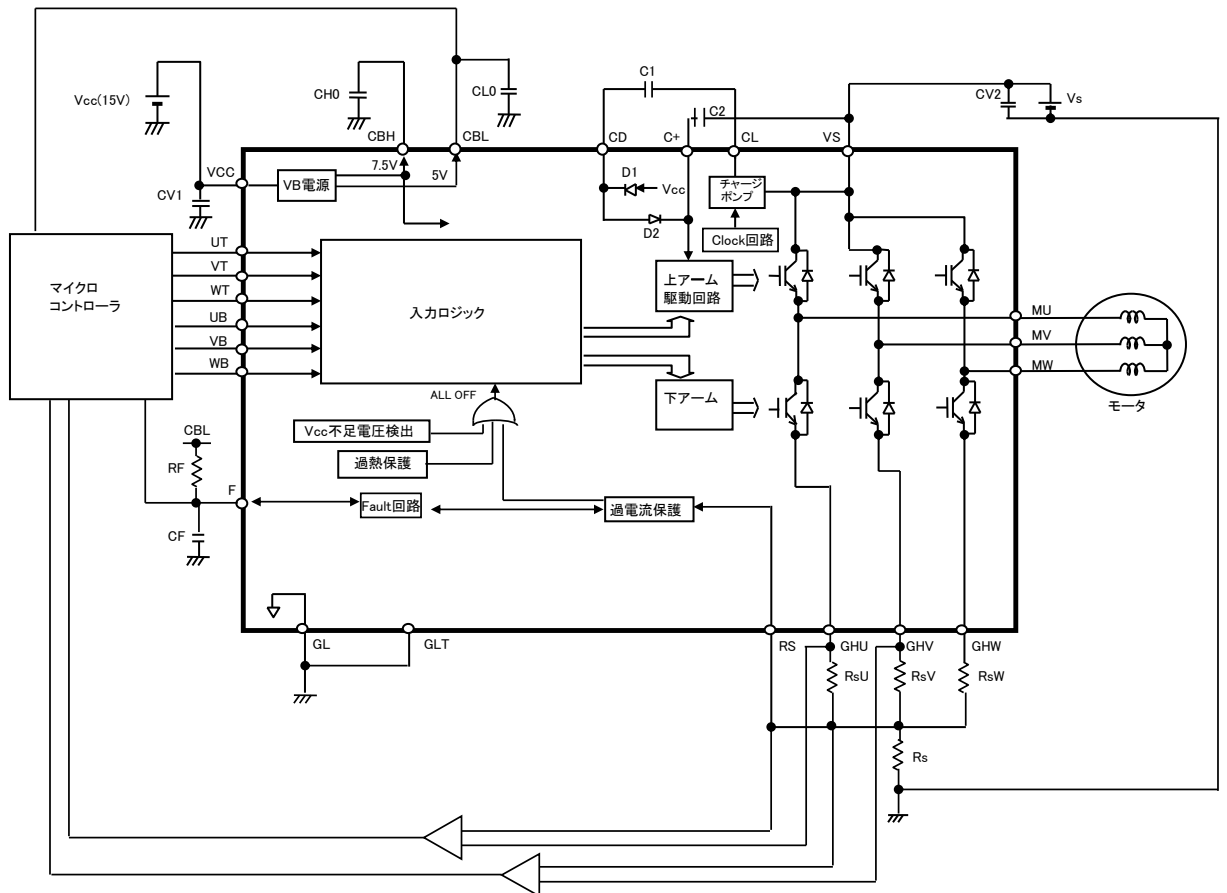 C1
Vcc(15V)
CH0
CL0
C2
CV2
Vs
CBH
CBL
CD
C+
CL
VS
7.5V
5V
VCC
VB電源
D1
Vcc
チャージ
ポンプ
CV1
D2
Clock回路
UT
VT
WT
UB
VB
WB
マイクロ
コントローラ
入力ロジック
上アーム
駆動回路
MU
MV
MW
モータ
ALL OFF
下アーム
Vcc不足電圧検出
過熱保護
CBL
RF
F
Fault回路
過電流保護
CF
GL
GLT
RS
GHU
GHV
GHW
RsU
RsV
RsW
Rs